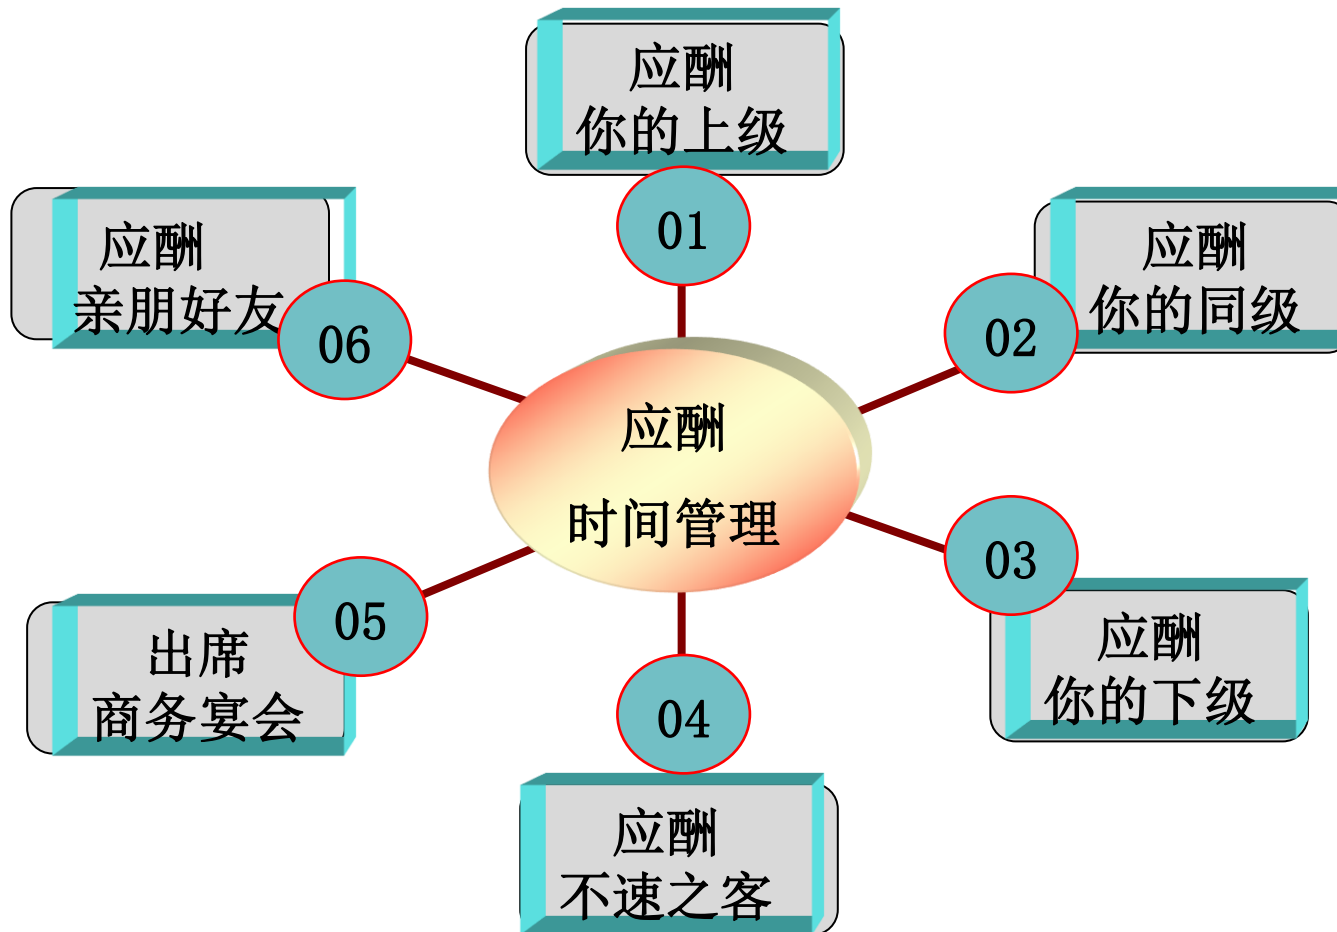 应酬
时间管理
01
应酬
你的上级
02
应酬
你的同级
03
应酬
你的下级
04
应酬
不速之客
05
出席
商务宴会
06
应酬
亲朋好友